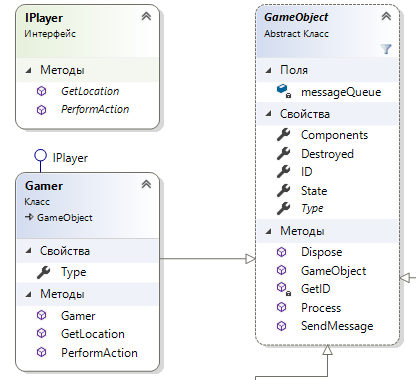 IPlayer
Интерфейс
Методы
GetLocation
PerformAction
IPlayer
Gamer
Класс
GameObject
Свойства
Type
Методы
Gamer
GetLocation
PerformAction
GameObject
Abstract Класс
Поля
messageQueue
Свойства
Components
Destroyed
ID
State
Type
Методы
Dispose
GameObject
GetID
Process
SendMessage